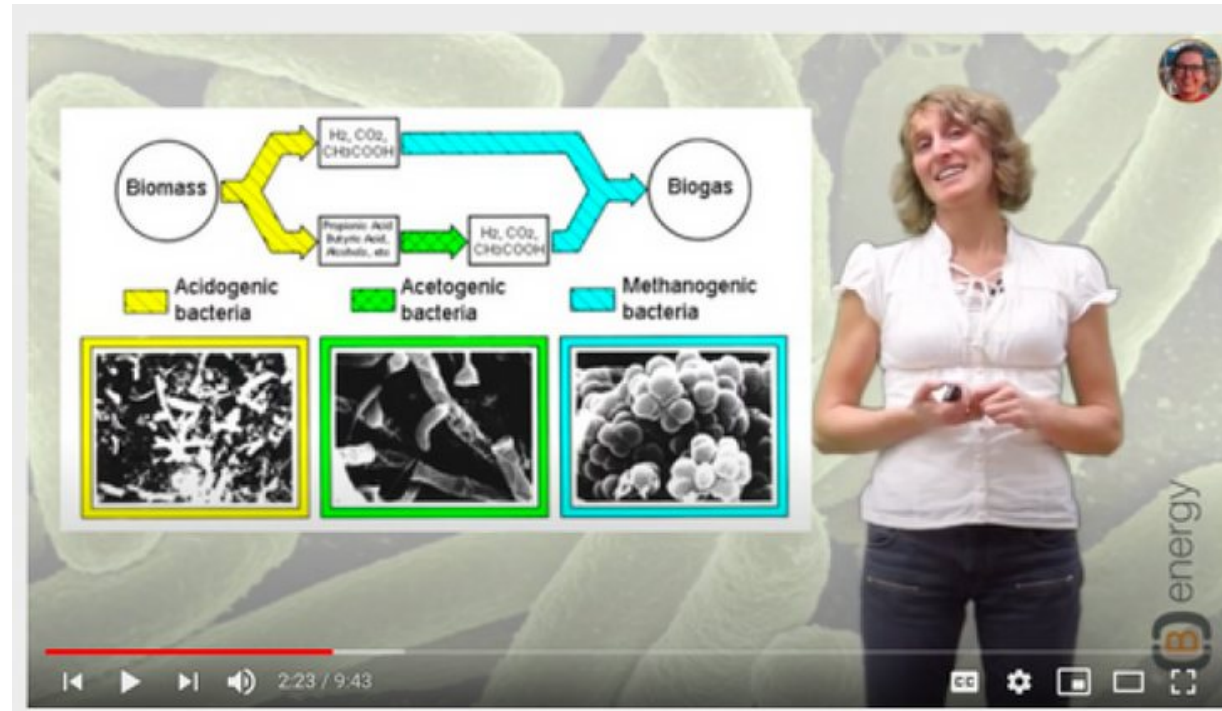 H2, CO2,
CH3COOH
Biomass
Biogas
Propionic Acid
Butyric Acid,
Alcohols, etc
H2, CO2,
CH3COOH
Acidogenic
bacteria
Acetogenic
bacteria
Methanogenic
bacteria
(B)energy
2:23 / 9:43
CC